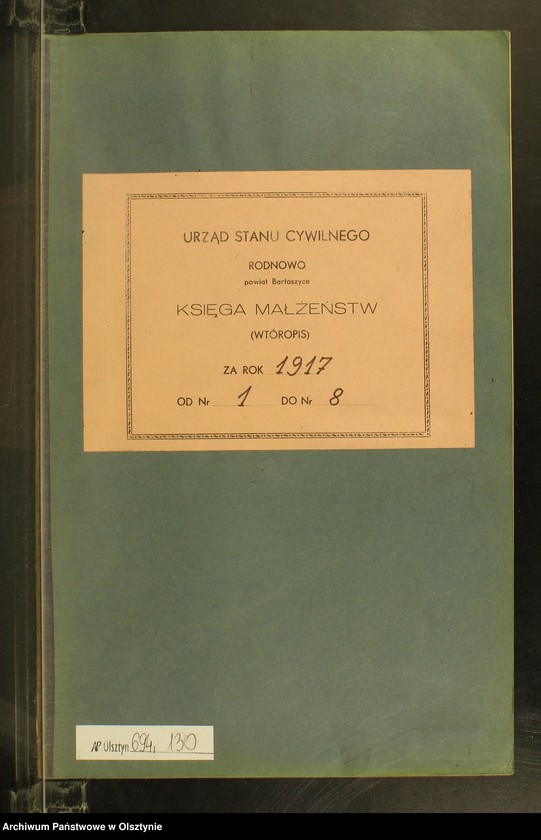 URZĄD STANU CYWILNEGO
RODNOWO
powiat Bartoszyce
KSIĘGA MAŁŻEŃSTW
(WTÓROPIS)
ZA ROK 1917
OD Nr 1 DO Nr 8
AP Olsztyn 694, 130
Archiwum Państwowe w Olsztynie